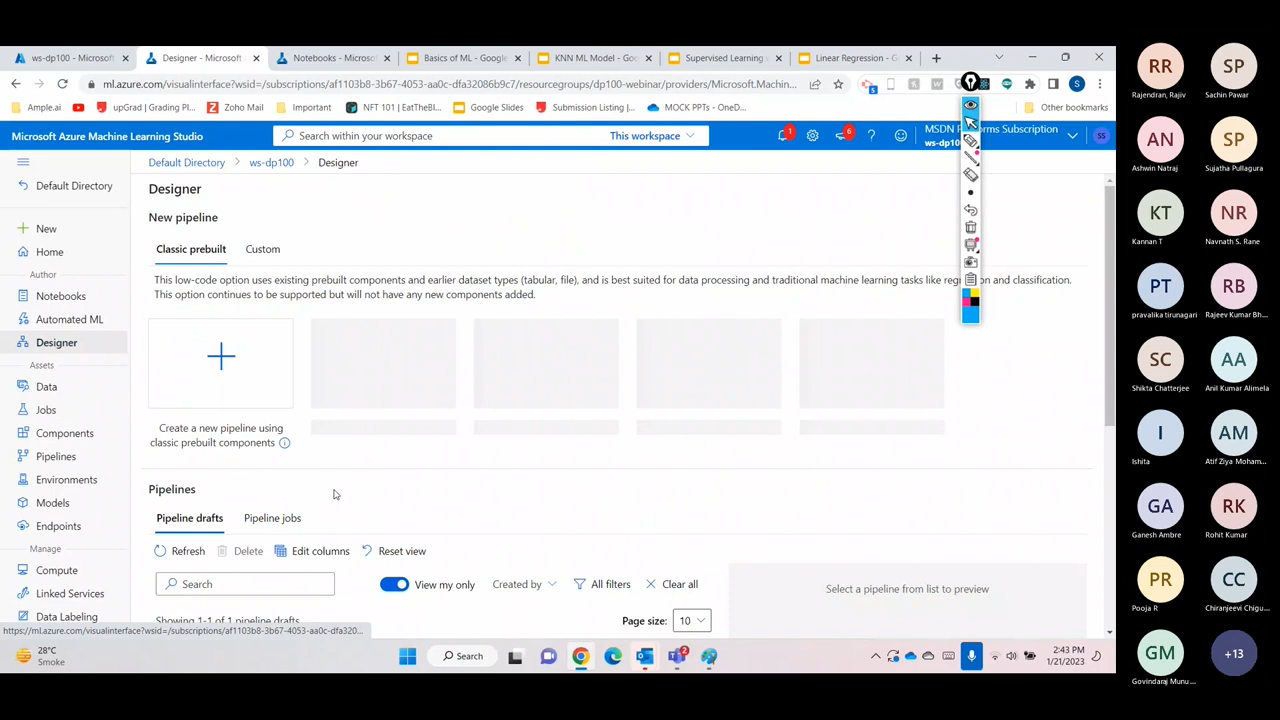 ws-dp100 - Microsoft
Designer - Microsoft
Notebooks - Microsoft
Basics of ML - Google
KNN ML Model - Goo
Supervised Learning
Linear Regression - G
ml.azure.com/visualinterface?wsid=/subscriptions/af1103b8-3b67-4053-aa0c-dfa32086b9c7/resourcegroups/dp100-webinar/providers/Microsoft.Machin...
Ample.ai
upGrad | Grading Pl...
Zoho Mail
Important
NFT 101 | EatTheBl...
Google Slides
Submission Listing |...
MOCK PPTs - OneD...
Other bookmarks
Microsoft Azure Machine Learning Studio
Search within your workspace
This workspace
1
6
MSDN
Subscription
ws-dp10
SS
Default Directory
ws-dp100
Designer
Default Directory
New
Home
Author
Notebooks
Automated ML
Designer
Assets
Data
Jobs
Components
Pipelines
Environments
Models
Endpoints
Manage
Compute
Linked Services
Data Labeling
Designer
New pipeline
Classic prebuilt
Custom
This low-code option uses existing prebuilt components and earlier dataset types (tabular, file), and is best suited for data processing and traditional machine learning tasks like and classification.
This option continues to be supported but will not have any new components added.
Create a new pipeline using
classic prebuilt components
Pipelines
Pipeline drafts
Pipeline jobs
Refresh
Delete
Edit columns
Reset view
Search
View my only
Created by
All filters
Clear all
Select a pipeline from list to preview
Showing 1-1 of 1 pipeline drafts
Page size:
10
https://ml.azure.com/visualinterface?wsid=/subscriptions/af1103b8-3b67-4053-aa0c-dfa320...
28°C
Smoke
Search
2
2:43 PM
1/21/2023
RR
Rajendran, Rajiv
SP
Sachin Pawar
AN
Ashwin Natraj
SP
Sujatha Pullagura
KT
Kannan T
NR
Navnath S. Rane
PT
pravalika tirunagari
RB
Rajeev Kumar Bh...
SC
Shikta Chatterjee
AA
Anil Kumar Alimela
I
Ishita
AM
Atif Ziya Moham...
GA
Ganesh Ambre
RK
Rohit Kumar
PR
Pooja R
CC
Chiranjeevi Chigu...
GM
Govindaraj Munu ...
+13